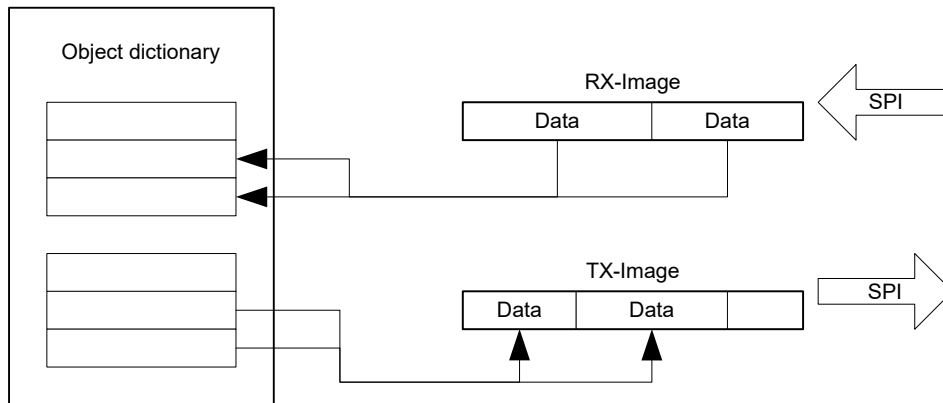 Object dictionary
RX-Image
Data Data
SPI
TX-Image
Data Data
SPI